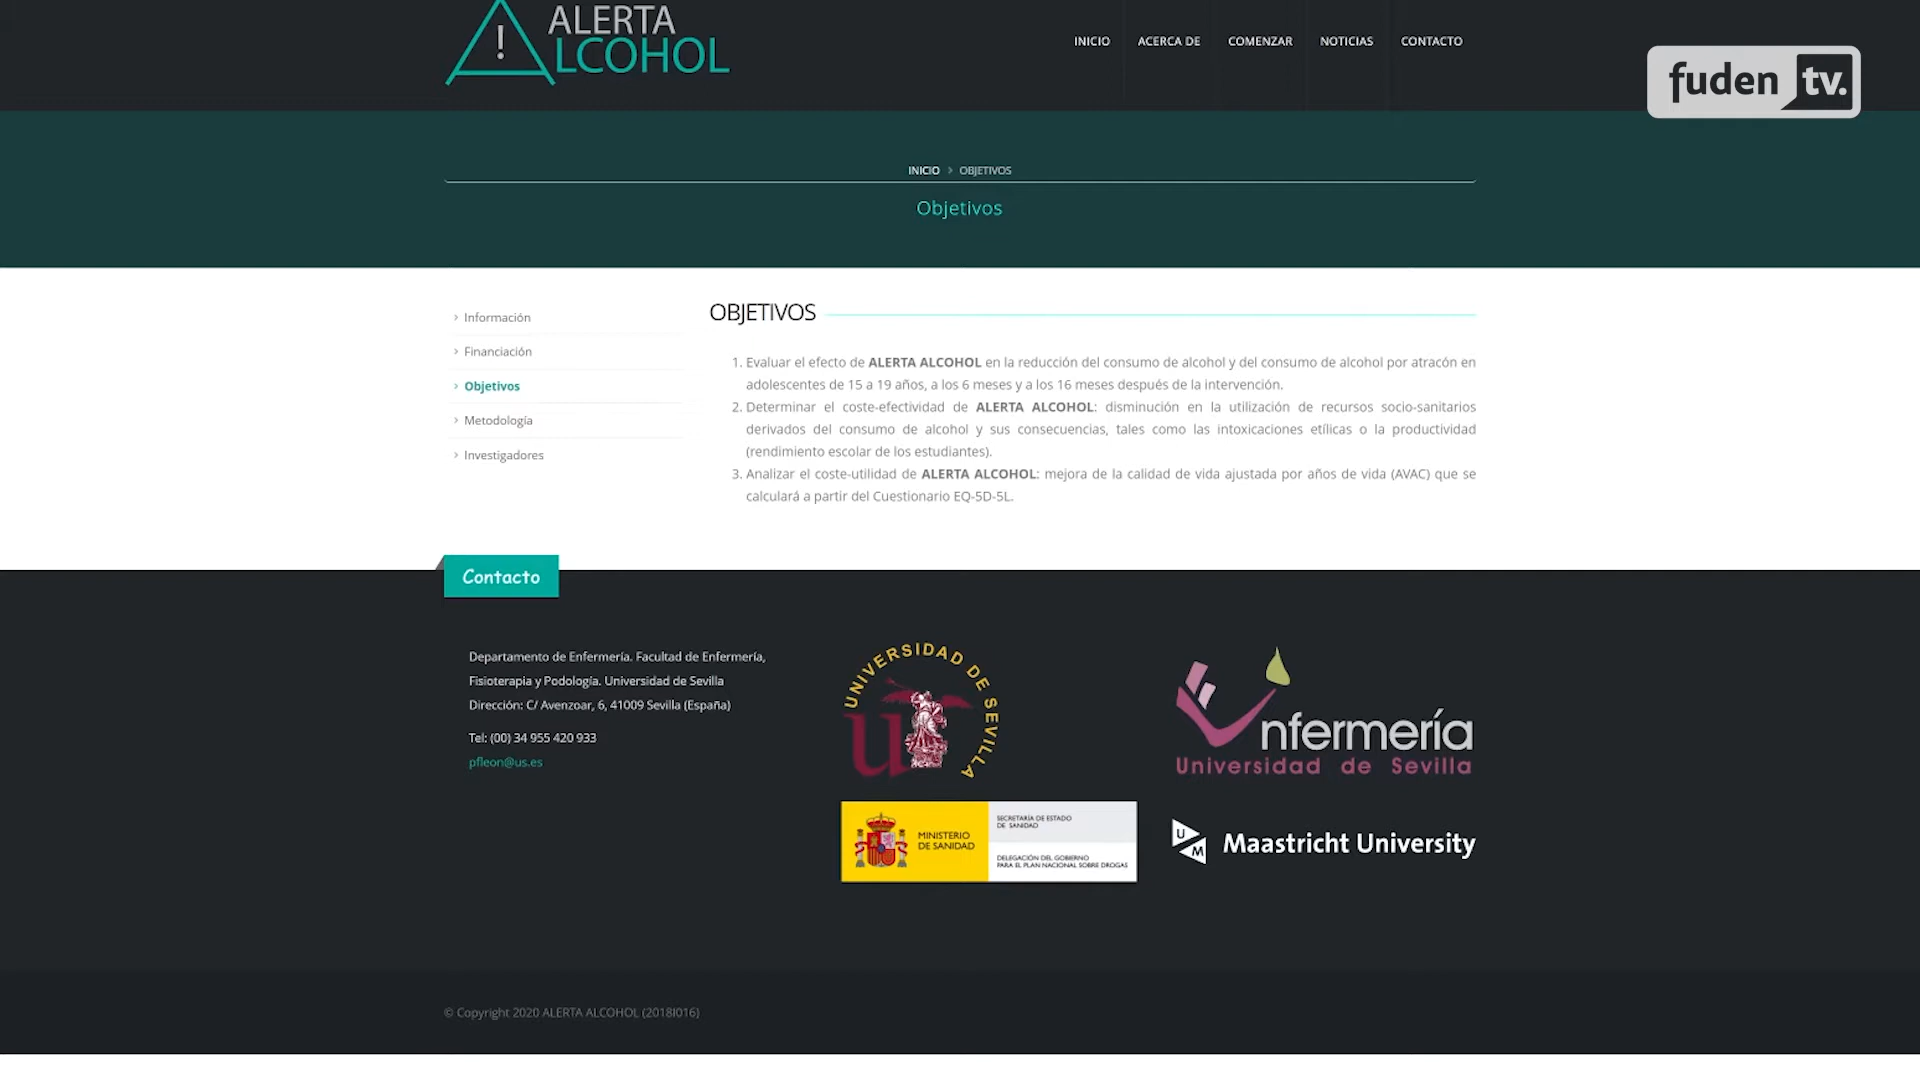 ALERTA
ALCOHOL
INICIO
ACERCA DE
COMENZAR
NOTICIAS
CONTACTO
fuden tv.
INICIO > OBJETIVOS
Objetivos
Información
Financiación
Objetivos
Metodología
Investigadores
OBJETIVOS
1. Evaluar el efecto de ALERTA ALCOHOL en la reducción del consumo de alcohol y del consumo de alcohol por atracón en
adolescentes de 15 a 19 años, a los 6 meses y a los 16 meses después de la intervención.
2. Determinar el coste-efectividad de ALERTA ALCOHOL: disminución en la utilización de recursos socio-sanitarios
derivados del consumo de alcohol y sus consecuencias, tales como las intoxicaciones etílicas o la productividad
(rendimiento escolar de los estudiantes).
3. Analizar el coste-utilidad de ALERTA ALCOHOL: mejora de la calidad de vida ajustada por años de vida (AVAC) que se
calculará a partir del Cuestionario EQ-5D-5L.
Contacto
Departamento de Enfermería. Facultad de Enfermería,
Fisioterapia y Podología. Universidad de Sevilla
Dirección: C/ Avenzoar, 6, 41009 Sevilla (España)
Tel: (00) 34 955 420 933
pfleon@us.es
UNIVERSIDAD DE SEVILLA
Enfermería
Universidad de Sevilla
MINISTERIO
DE SANIDAD
SECRETARÍA DE ESTADO
DE SANIDAD
DELEGACIÓN DEL GOBIERNO
PARA EL PLAN NACIONAL SOBRE DROGAS
UM
Maastricht University
© Copyright 2020 ALERTA ALCOHOL (2018I016)